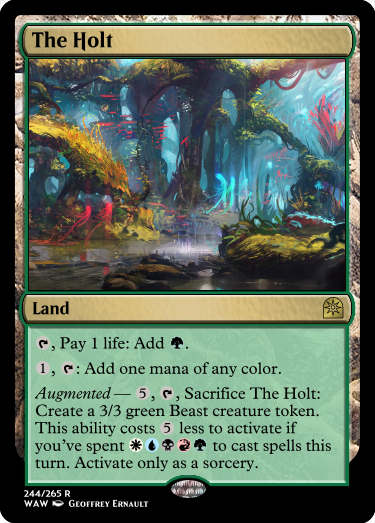 The Holt
Land
, Pay 1 life: Add .
1, : Add one mana of any color.
Augmented — 5, , Sacrifice The Holt:
Create a 3/3 green Beast creature token.
This ability costs 5 less to activate if
you've spent to cast spells this
turn. Activate only as a sorcery.
244/265 R
WAW Geoffrey Ernault